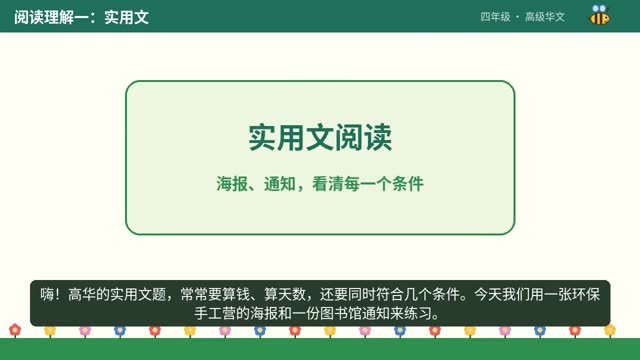 阅读理解一：实用文
四年级 · 高级华文
实用文阅读
海报、通知，看清每一个条件
嗨！高华的实用文题，常常要算钱、算天数，还要同时符合几个条件。今天我们用一张环保
手工营的海报和一份图书馆通知来练习。